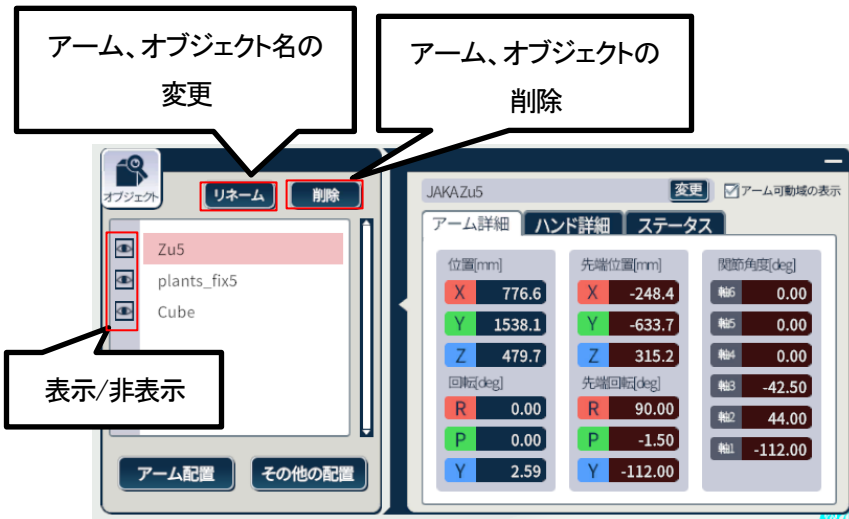 アーム、オブジェクト名の
変更
アーム、オブジェクトの
削除
オブジェクト
リネーム
削除
Zu5
plants_fix5
Cube
表示/非表示
アーム配置
その他の配置
JAKA Zu5
変更
アーム可動域の表示
アーム詳細
ハンド詳細
ステータス
位置[mm]
X 776.6
Y 1538.1
Z 479.7
回転[deg]
R 0.00
P 0.00
Y 2.59
先端位置[mm]
X -248.4
Y -633.7
Z 315.2
先端回転[deg]
R 90.00
P -1.50
Y -112.00
関節角度[deg]
軸6 0.00
軸5 0.00
軸4 0.00
軸3 -42.50
軸2 44.00
軸1 -112.00